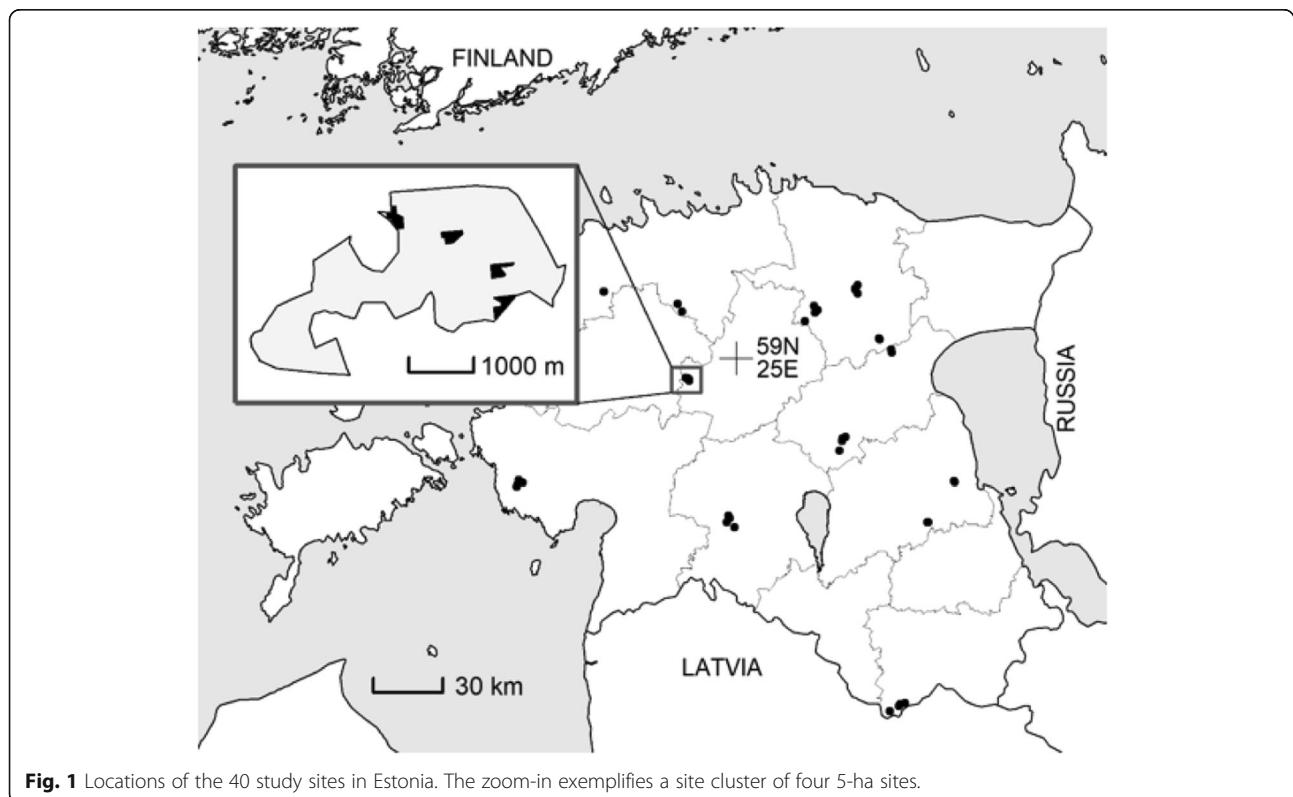 FINLAND
1000 m
59N
25E
RUSSIA
30 km
LATVIA
Fig. 1 Locations of the 40 study sites in Estonia. The zoom-in exemplifies a site cluster of four 5-ha sites.